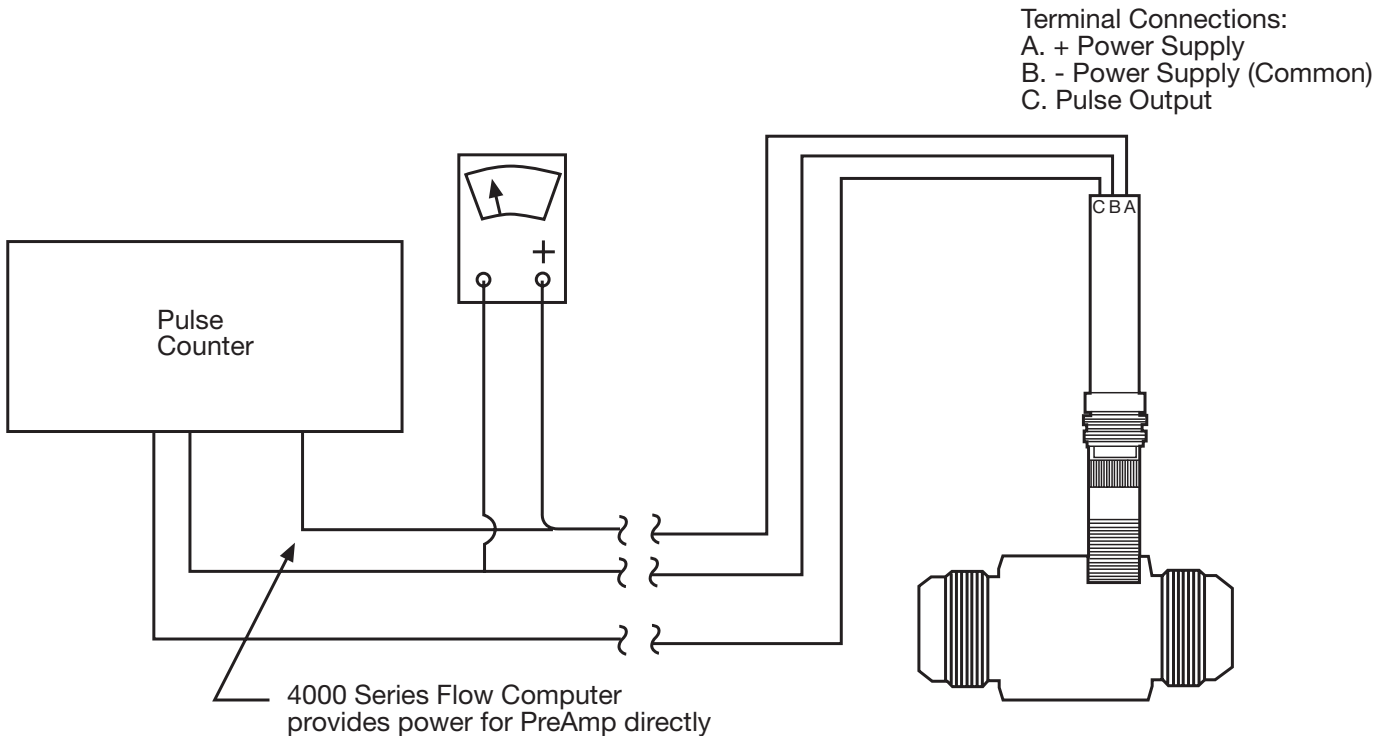 Terminal Connections:
A. + Power Supply
B. - Power Supply (Common)
C. Pulse Output
C B A
+
Pulse
Counter
4000 Series Flow Computer
provides power for PreAmp directly